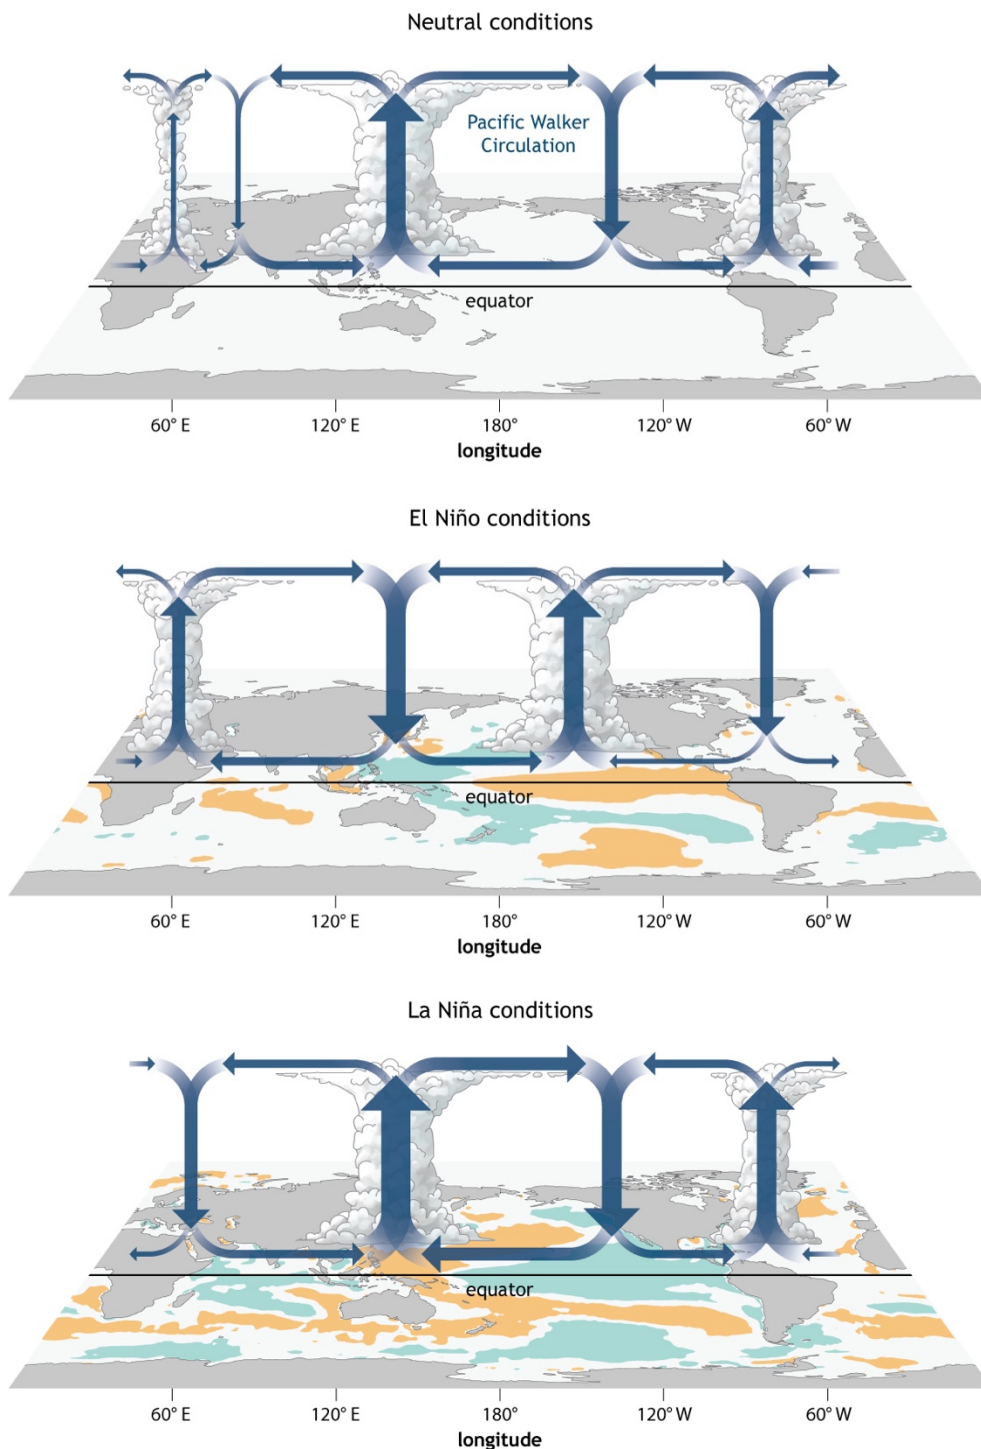 Neutral conditions
Pacific Walker
Circulation
equator
60° E 120° E 180° 120° W 60° W
longitude
El Niño conditions
equator
60° E 120° E 180° 120° W 60° W
longitude
La Niña conditions
equator
60° E 120° E 180° 120° W 60° W
longitude